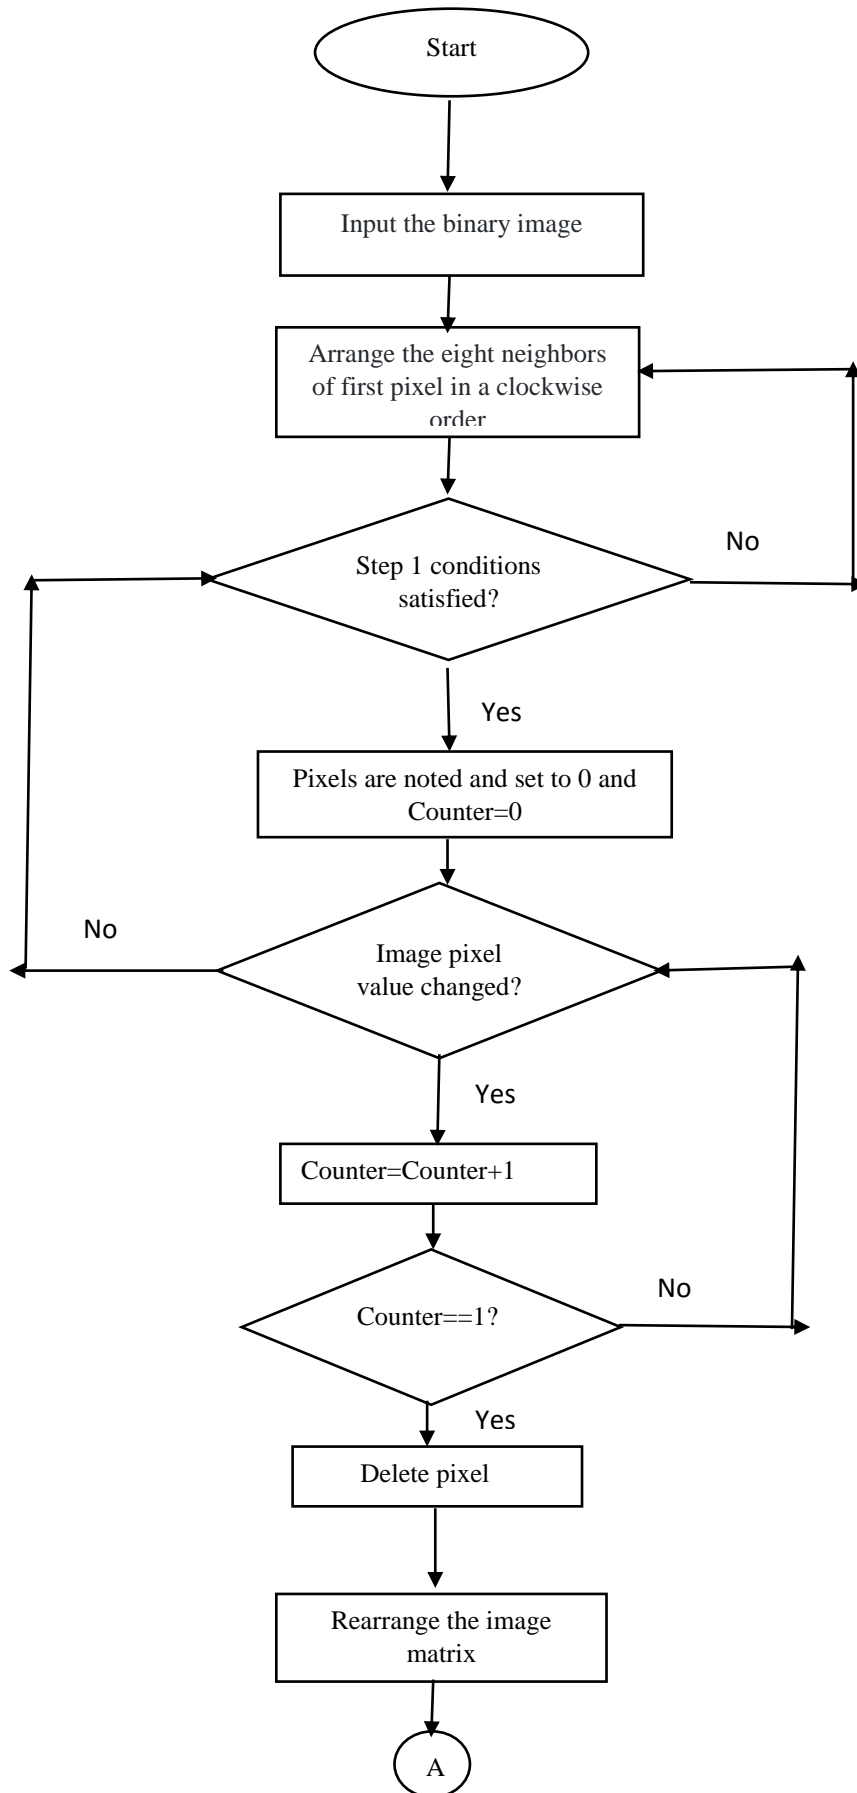 Start
Input the binary image
Arrange the eight neighbors
of first pixel in a clockwise
order
No
Step 1 conditions
satisfied?
Yes
Pixels are noted and set to 0 and
Counter=0
No
Image pixel
value changed?
Yes
Counter=Counter+1
No
Counter==1?
Yes
Delete pixel
Rearrange the image
matrix
A